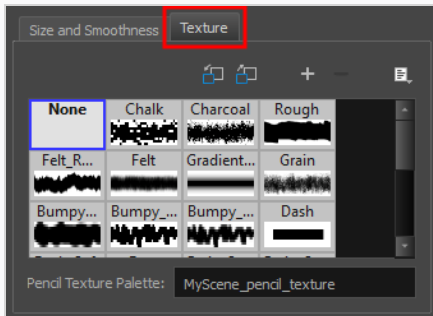 Size and Smoothness Texture
None Chalk Charcoal Rough
Felt_R... Felt Gradient... Grain
Bumpy... Bumpy_... Bumpy_... Dash
Pencil Texture Palette: MyScene_pencil_texture